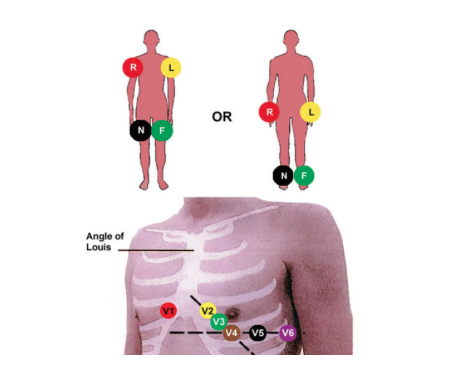 R L
N F
OR
R L
N F
Angle of
Louis
V1 V2
V3
V4 V5 V6